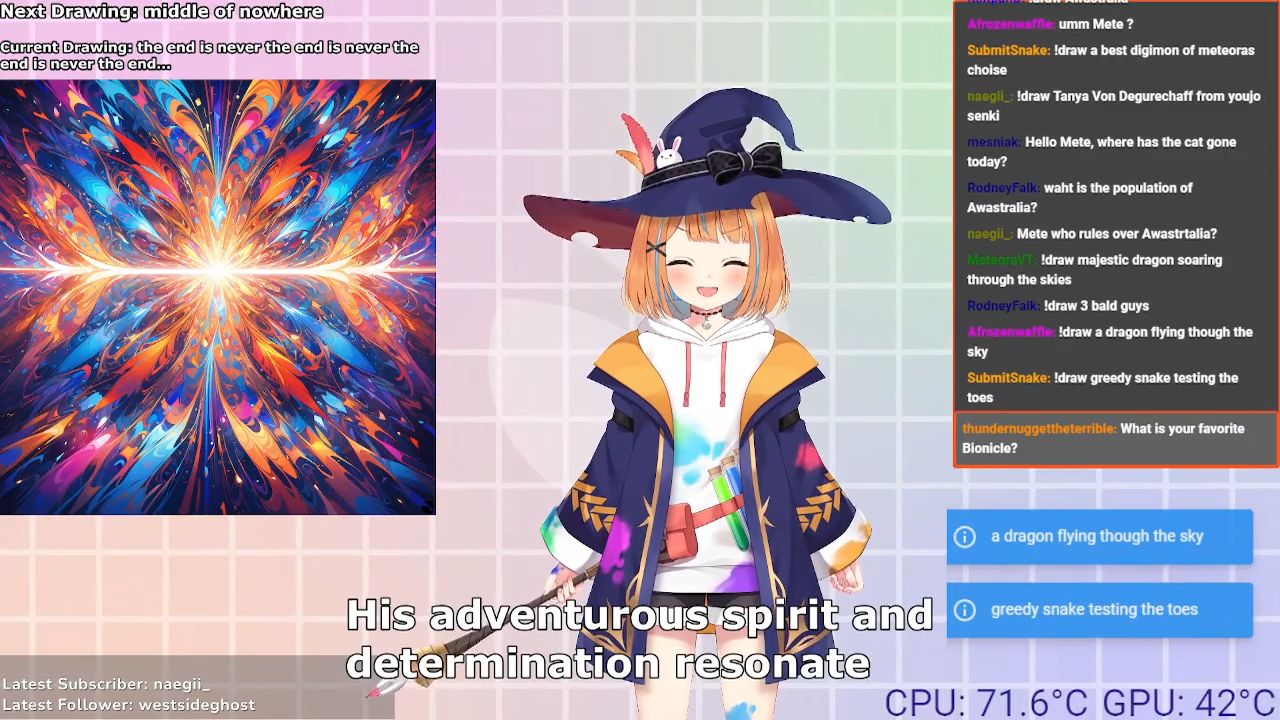 Next Drawing: middle of nowhere
Current Drawing: the end is never the end is never the
end is never the end...
Afrozenwaffle: umm Mete ?
SubmitSnake: !draw a best digimon of meteoras
choise
naegii_: !draw Tanya Von Degurechaff from youjo
senki
mesniak: Hello Mete, where has the cat gone
today?
RodneyFalk: waht is the population of
Awastralia?
naegii_: Mete who rules over Awastrtalia?
MeteoraVT: !draw majestic dragon soaring
through the skies
RodneyFalk: !draw 3 bald guys
Afrozenwaffle: !draw a dragon flying though the
sky
SubmitSnake: !draw greedy snake testing the
toes
thundernuggettheterrible: What is your favorite
Bionicle?
a dragon flying though the sky
greedy snake testing the toes
His adventurous spirit and
determination resonate
Latest Subscriber: naegii_
Latest Follower: westsideghost
CPU: 71.6°C GPU: 42°C